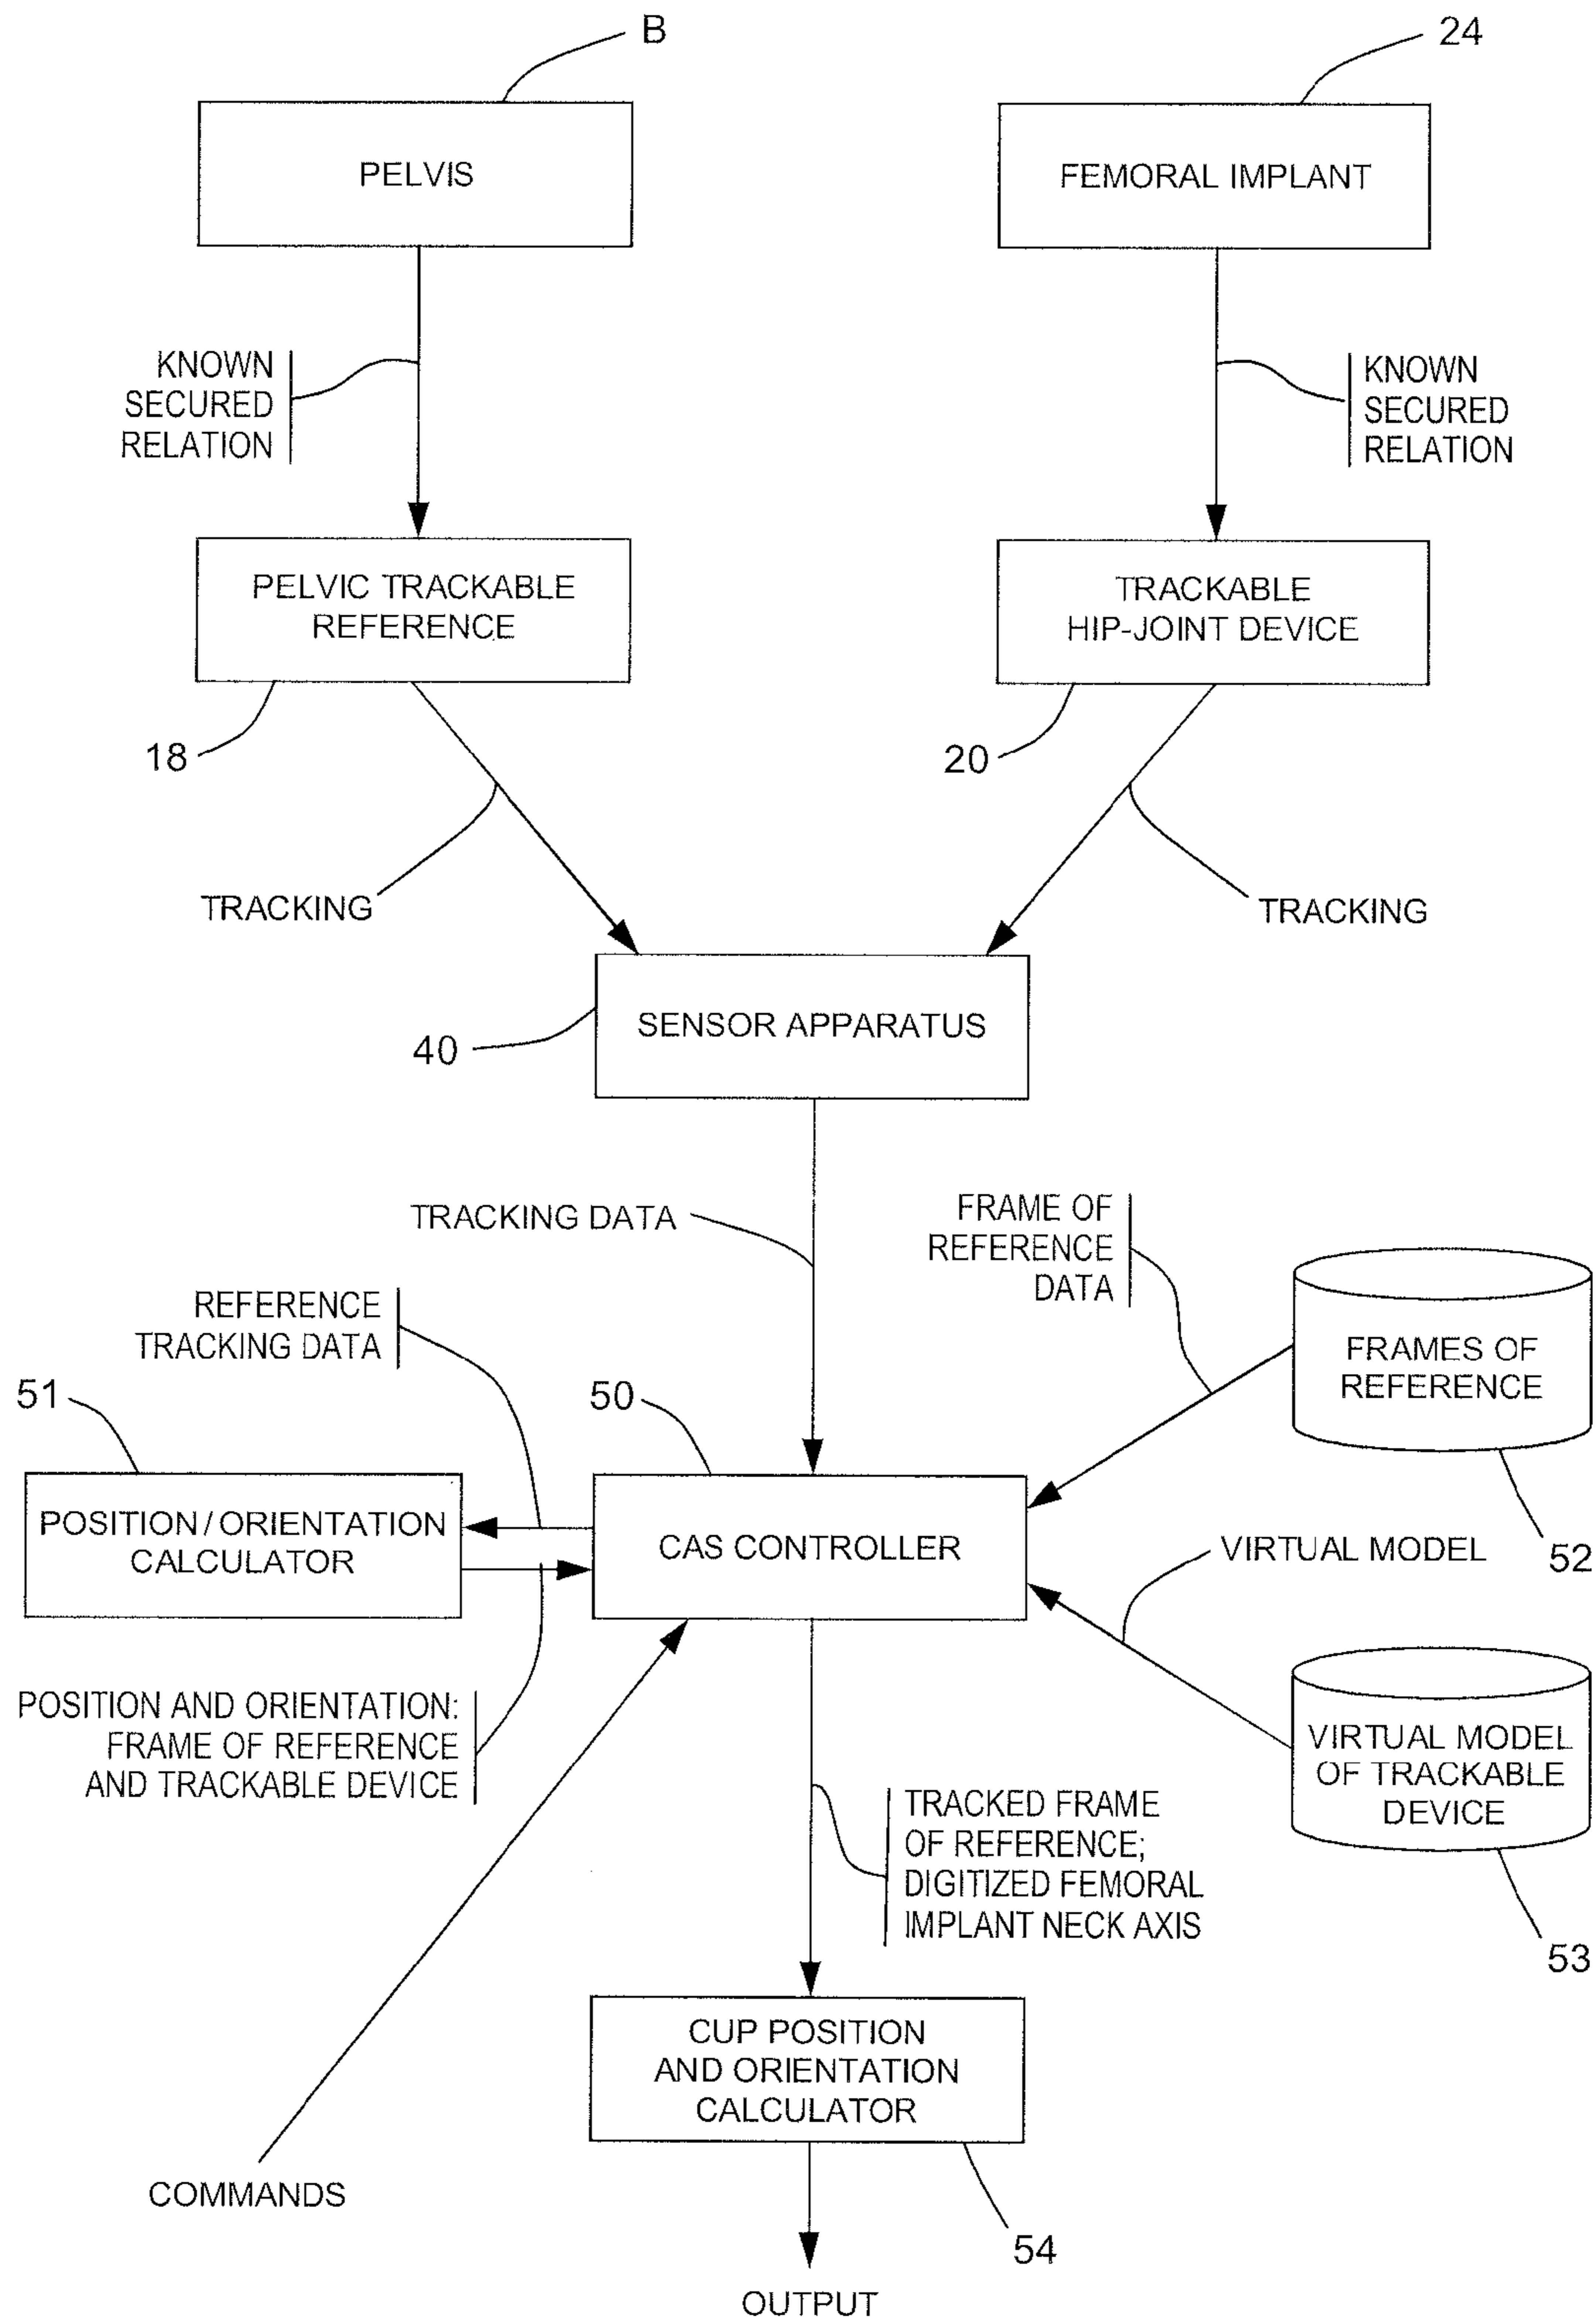 B
24
PELVIS
FEMORAL IMPLANT
KNOWN
SECURED
RELATION
KNOWN
SECURED
RELATION
PELVIC TRACKABLE
REFERENCE
TRACKABLE
HIP-JOINT DEVICE
18
20
TRACKING
TRACKING
SENSOR APPARATUS
40
TRACKING DATA
FRAME OF
REFERENCE
DATA
REFERENCE
TRACKING DATA
FRAMES OF
REFERENCE
51
50
52
POSITION/ORIENTATION
CALCULATOR
CAS CONTROLLER
VIRTUAL MODEL
POSITION AND ORIENTATION:
FRAME OF REFERENCE
AND TRACKABLE DEVICE
VIRTUAL MODEL
OF TRACKABLE
DEVICE
TRACKED FRAME
OF REFERENCE;
DIGITIZED FEMORAL
IMPLANT NECK AXIS
53
CUP POSITION
AND ORIENTATION
CALCULATOR
COMMANDS
54
OUTPUT